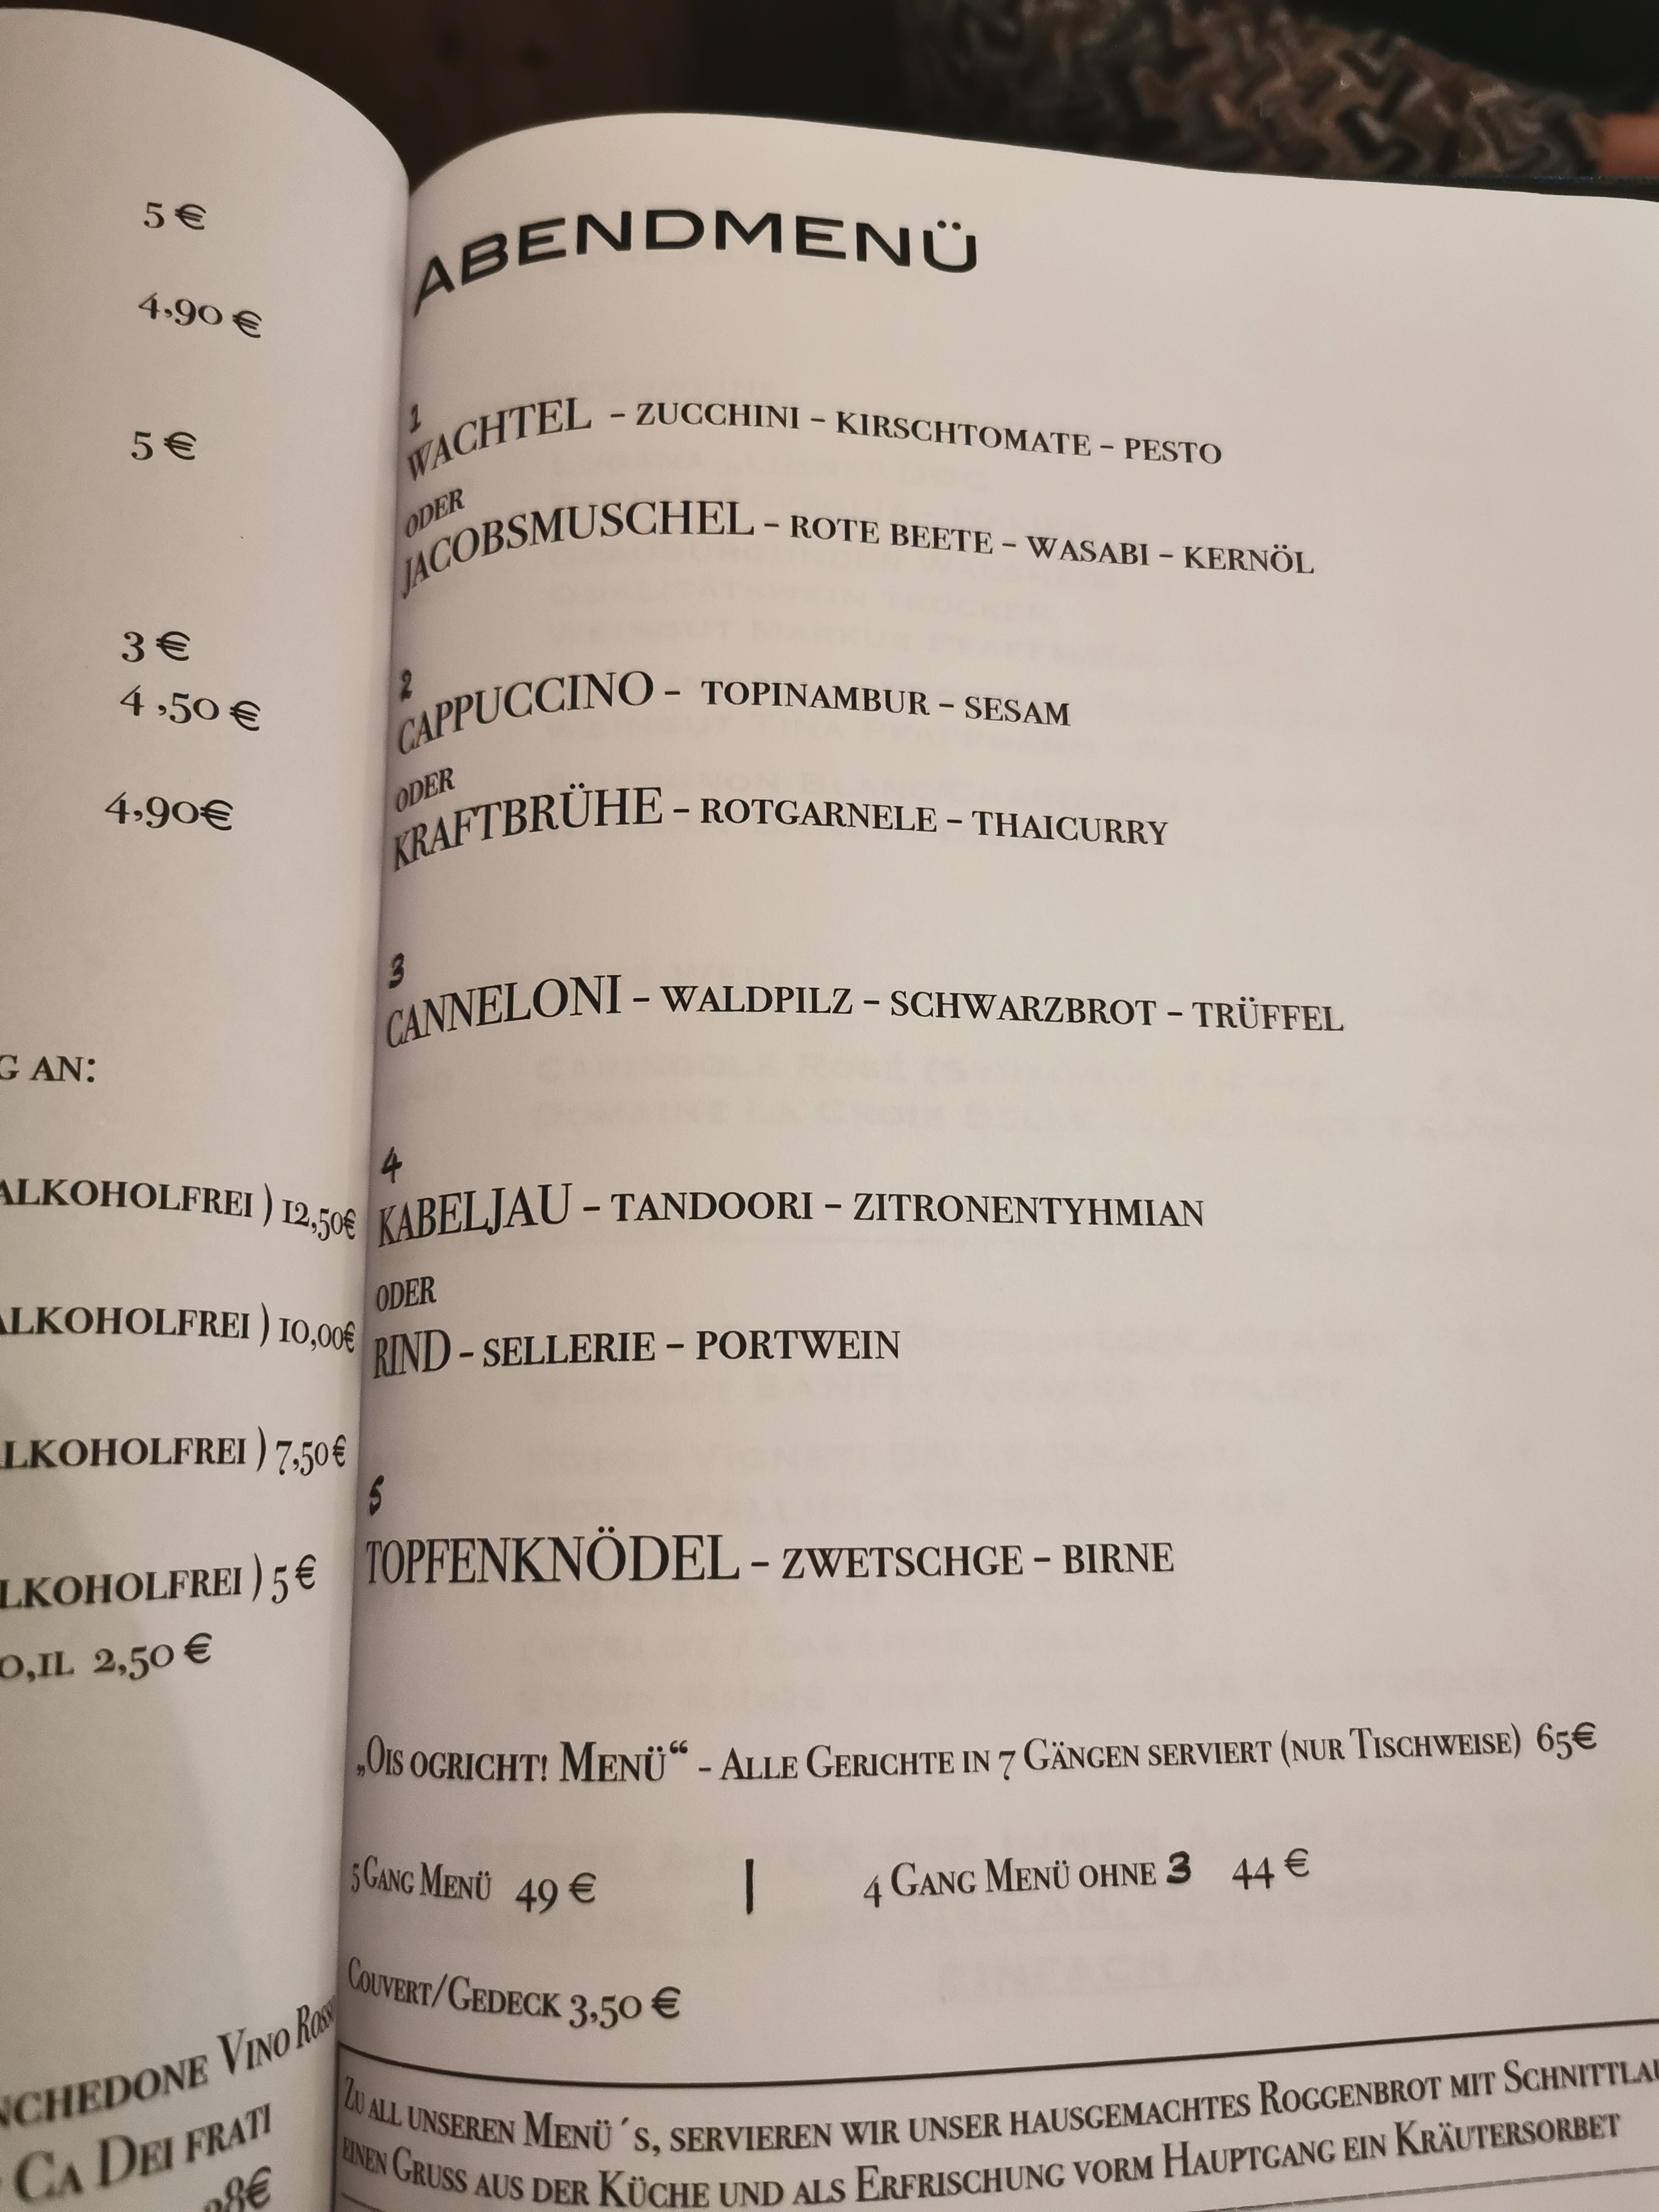 5 €
4,90 €
5 €
3 €
4,50 €
4,90€
G AN:
ALKOHOLFREI ) 12,50€
ALKOHOLFREI ) 10,00€
LKOHOLFREI ) 7,50€
LKOHOLFREI ) 5 €
0,1L 2,50 €
NCHEDONE VINO ROSSO
CA DEI FRATI
28€
ABENDMENÜ
1
WACHTEL – ZUCCHINI – KIRSCHTOMATE – PESTO
ODER
JACOBSMUSCHEL – ROTE BEETE – WASABI – KERNÖL
2
CAPPUCCINO – TOPINAMBUR – SESAM
ODER
KRAFTBRÜHE – ROTGARNELE – THAICURRY
3
CANNELONI – WALDPILZ – SCHWARZBROT – TRÜFFEL
4
KABELJAU – TANDOORI – ZITRONENTYHMIAN
ODER
RIND – SELLERIE – PORTWEIN
5
TOPFENKNÖDEL – ZWETSCHGE – BIRNE
„OIS OGRICHT! MENÜ“ - ALLE GERICHTE IN 7 GÄNGEN SERVIERT (NUR TISCHWEISE) 65€
5 GANG MENÜ 49 € | 4 GANG MENÜ OHNE 3 44 €
COUVERT/GEDECK 3,50 €
ZU ALL UNSEREN MENÜ ´S, SERVIEREN WIR UNSER HAUSGEMACHTES ROGGENBROT MIT SCHNITTLAU
EINEN GRUSS AUS DER KÜCHE UND ALS ERFRISCHUNG VORM HAUPTGANG EIN KRÄUTERSORBET